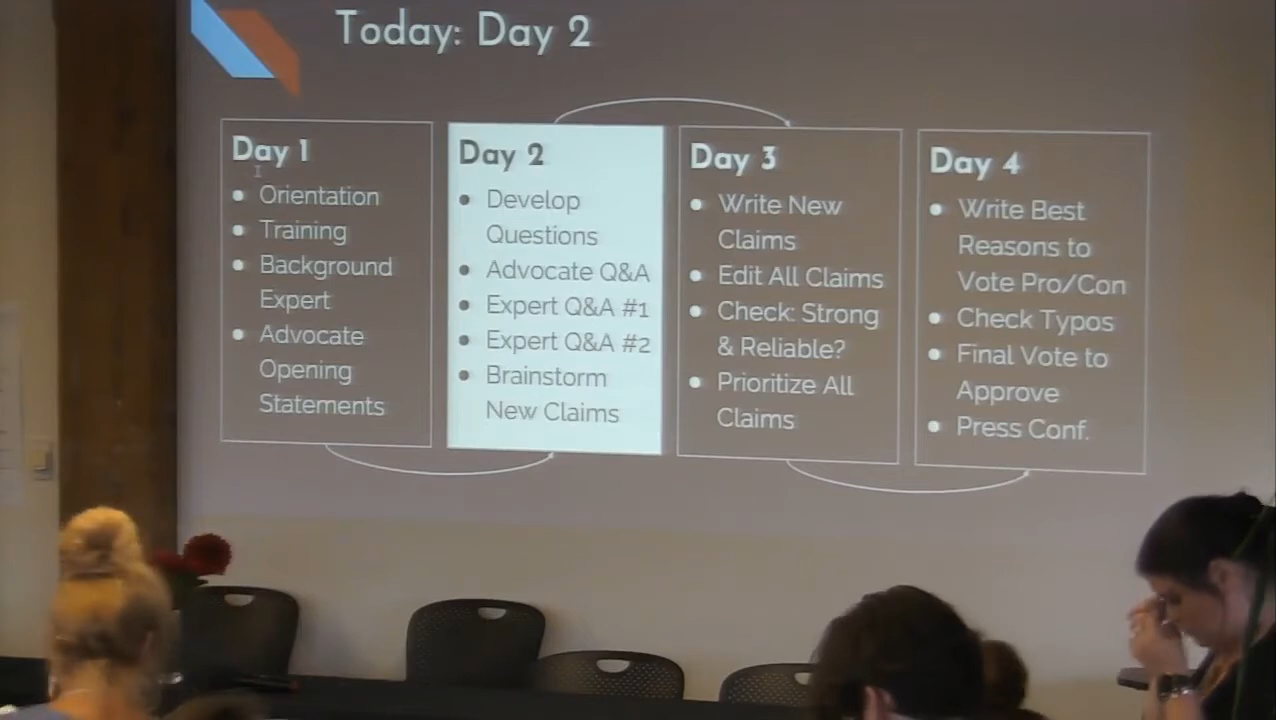 Today: Day 2
Day 1
Orientation
Training
Background
Expert
Advocate
Opening
Statements
Day 2
Develop
Questions
Advocate Q&A
Expert Q&A #1
Expert Q&A #2
Brainstorm
New Claims
Day 3
Write New
Claims
Edit All Claims
Check: Strong
& Reliable?
Prioritize All
Claims
Day 4
Write Best
Reasons to
Vote Pro/Con
Check Typos
Final Vote to
Approve
Press Conf.